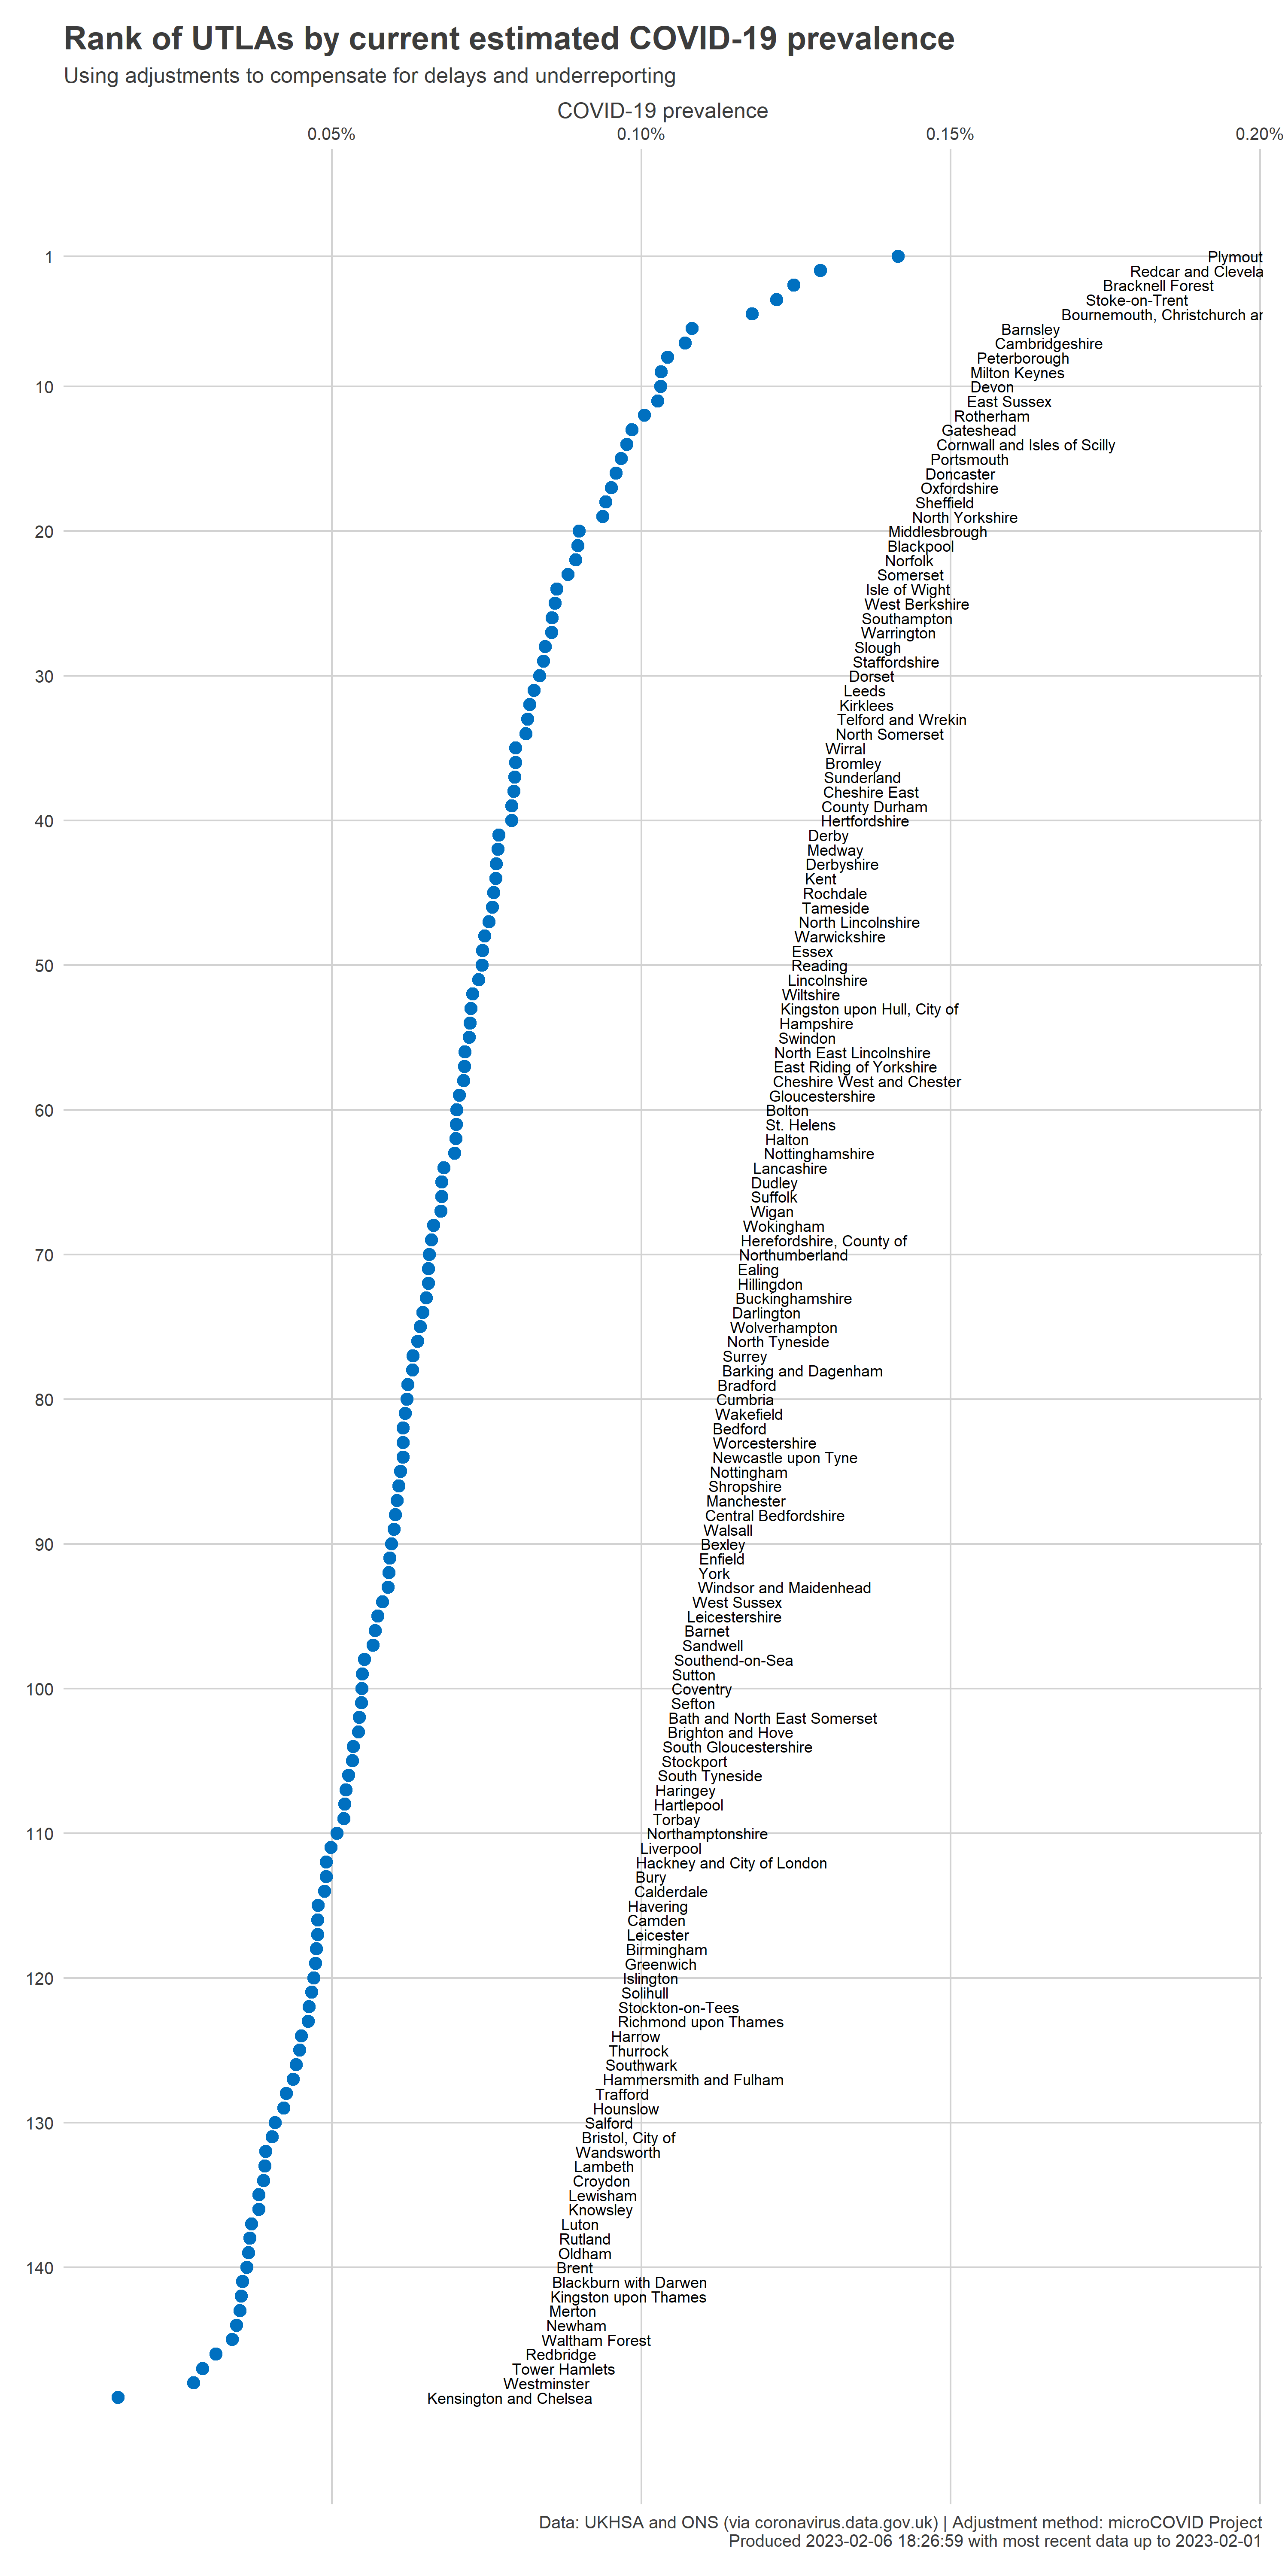 Rank of UTLAs by current estimated COVID-19 prevalence
Using adjustments to compensate for delays and underreporting
COVID-19 prevalence
0.05% 0.10% 0.15% 0.20%
1 Plymout
Redcar and Clevela
Bracknell Forest
Stoke-on-Trent
Bournemouth, Christchurch ar
Barnsley
Cambridgeshire
Peterborough
Milton Keynes
10 Devon
East Sussex
Rotherham
Gateshead
Cornwall and Isles of Scilly
Portsmouth
Doncaster
Oxfordshire
Sheffield
North Yorkshire
20 Middlesbrough
Blackpool
Norfolk
Somerset
Isle of Wight
West Berkshire
Southampton
Warrington
Slough
Staffordshire
30 Dorset
Leeds
Kirklees
Telford and Wrekin
North Somerset
Wirral
Bromley
Sunderland
Cheshire East
County Durham
40 Hertfordshire
Derby
Medway
Derbyshire
Kent
Rochdale
Tameside
North Lincolnshire
Warwickshire
Essex
50 Reading
Lincolnshire
Wiltshire
Kingston upon Hull, City of
Hampshire
Swindon
North East Lincolnshire
East Riding of Yorkshire
Cheshire West and Chester
Gloucestershire
60 Bolton
St. Helens
Halton
Nottinghamshire
Lancashire
Dudley
Suffolk
Wigan
Wokingham
Herefordshire, County of
70 Northumberland
Ealing
Hillingdon
Buckinghamshire
Darlington
Wolverhampton
North Tyneside
Surrey
Barking and Dagenham
Bradford
80 Cumbria
Wakefield
Bedford
Worcestershire
Newcastle upon Tyne
Nottingham
Shropshire
Manchester
Central Bedfordshire
Walsall
90 Bexley
Enfield
York
Windsor and Maidenhead
West Sussex
Leicestershire
Barnet
Sandwell
Southend-on-Sea
Sutton
100 Coventry
Sefton
Bath and North East Somerset
Brighton and Hove
South Gloucestershire
Stockport
South Tyneside
Haringey
Hartlepool
Torbay
110 Northamptonshire
Liverpool
Hackney and City of London
Bury
Calderdale
Havering
Camden
Leicester
Birmingham
Greenwich
120 Islington
Solihull
Stockton-on-Tees
Richmond upon Thames
Harrow
Thurrock
Southwark
Hammersmith and Fulham
Trafford
Hounslow
130 Salford
Bristol, City of
Wandsworth
Lambeth
Croydon
Lewisham
Knowsley
Luton
Rutland
Oldham
140 Brent
Blackburn with Darwen
Kingston upon Thames
Merton
Newham
Waltham Forest
Redbridge
Tower Hamlets
Westminster
Kensington and Chelsea
Data: UKHSA and ONS (via coronavirus.data.gov.uk) | Adjustment method: microCOVID Project
Produced 2023-02-06 18:26:59 with most recent data up to 2023-02-01